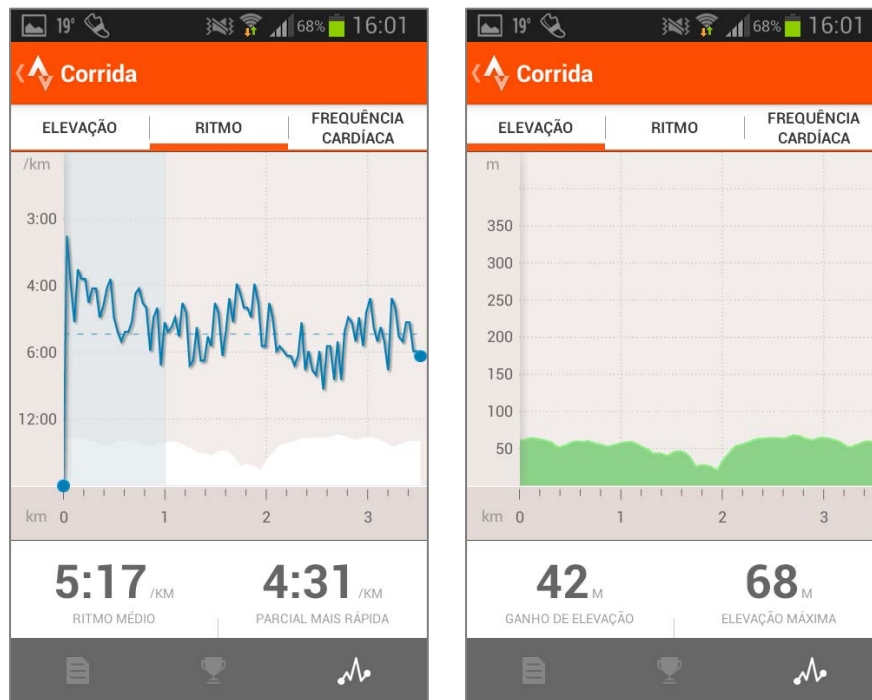 19° 68% 16:01
Corrida
ELEVAÇÃO RITMO FREQUÊNCIA CARDÍACA
/km
3:00
4:00
6:00
12:00
km 0 1 2 3
5:17 /KM 4:31 /KM
RITMO MÉDIO PARCIAL MAIS RÁPIDA
19° 68% 16:01
Corrida
ELEVAÇÃO RITMO FREQUÊNCIA CARDÍACA
m
350
300
250
200
150
100
50
km 0 1 2 3
42 M 68 M
GANHO DE ELEVAÇÃO ELEVAÇÃO MÁXIMA